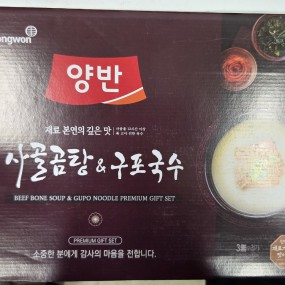 ongwon
양반
재료 본연의 깊은 맛
사골곰탕&구포국수
BEEF BONE SOUP & GUPO NOODLE PREMIUM GIFT SET
PREMIUM GIFT SET
소중한 분에게 감사의 마음을 전합니다.